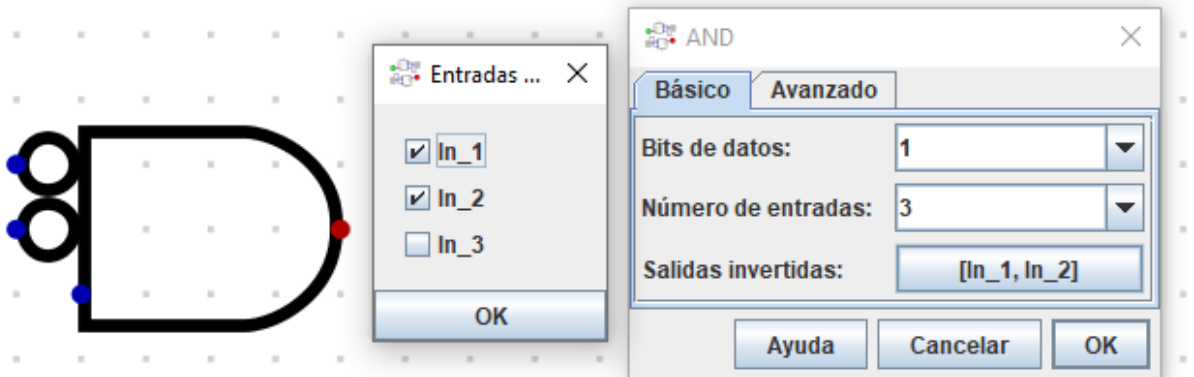 Entradas ...
In_1
In_2
In_3
OK
AND
Básico Avanzado
Bits de datos: 1
Número de entradas: 3
Salidas invertidas: [In_1, In_2]
Ayuda Cancelar OK